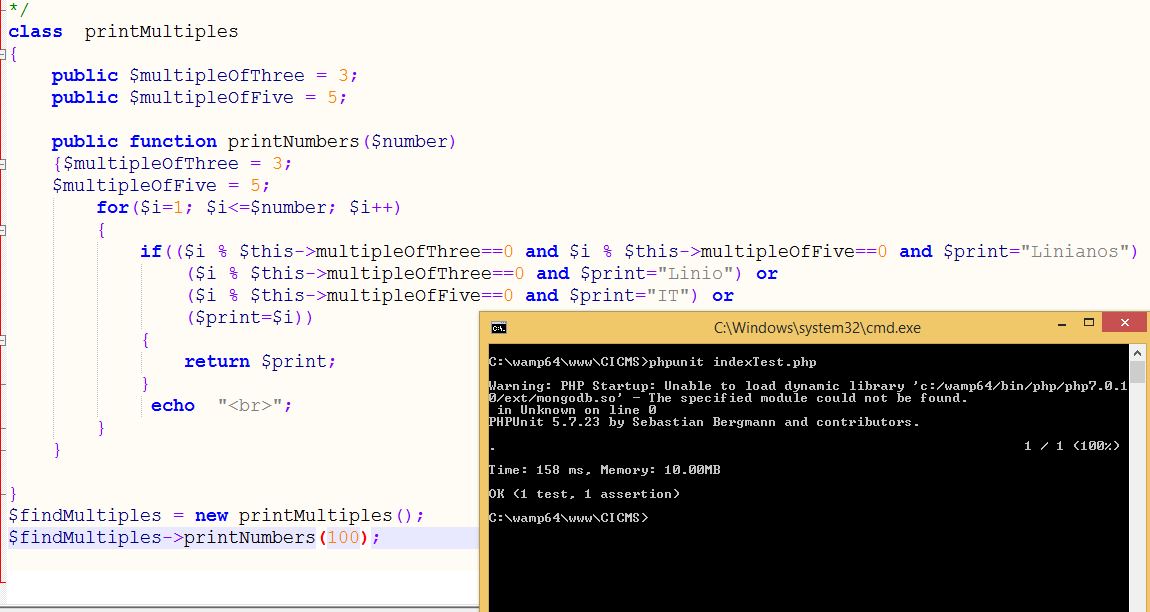 */
class  printMultiples
{
    public $multipleOfThree = 3;
    public $multipleOfFive = 5;
    public function printNumbers($number)
    {$multipleOfThree = 3;
    $multipleOfFive = 5;
        for($i=1; $i<=$number; $i++)
        {
            if(($i % $this->multipleOfThree==0 and $i % $this->multipleOfFive==0 and $print="Linianos")
                ($i % $this->multipleOfThree==0 and $print="Linio") or
                ($i % $this->multipleOfFive==0 and $print="IT") or
                ($print=$i))
            {
                return $print;
            }
             echo  "<br>";
        }
    }
}
$findMultiples = new printMultiples();
$findMultiples->printNumbers(100);
C:\Windows\system32\cmd.exe
C:\wamp64\www\CICMS>phpunit indexTest.php
Warning: PHP Startup: Unable to load dynamic library 'c:/wamp64/bin/php/php7.0.1
0/ext/mongodb.so' - The specified module could not be found.
 in Unknown on line 0
PHPUnit 5.7.23 by Sebastian Bergmann and contributors.
.                                                                   1 / 1 (100%)
Time: 158 ms, Memory: 10.00MB
OK (1 test, 1 assertion)
C:\wamp64\www\CICMS>